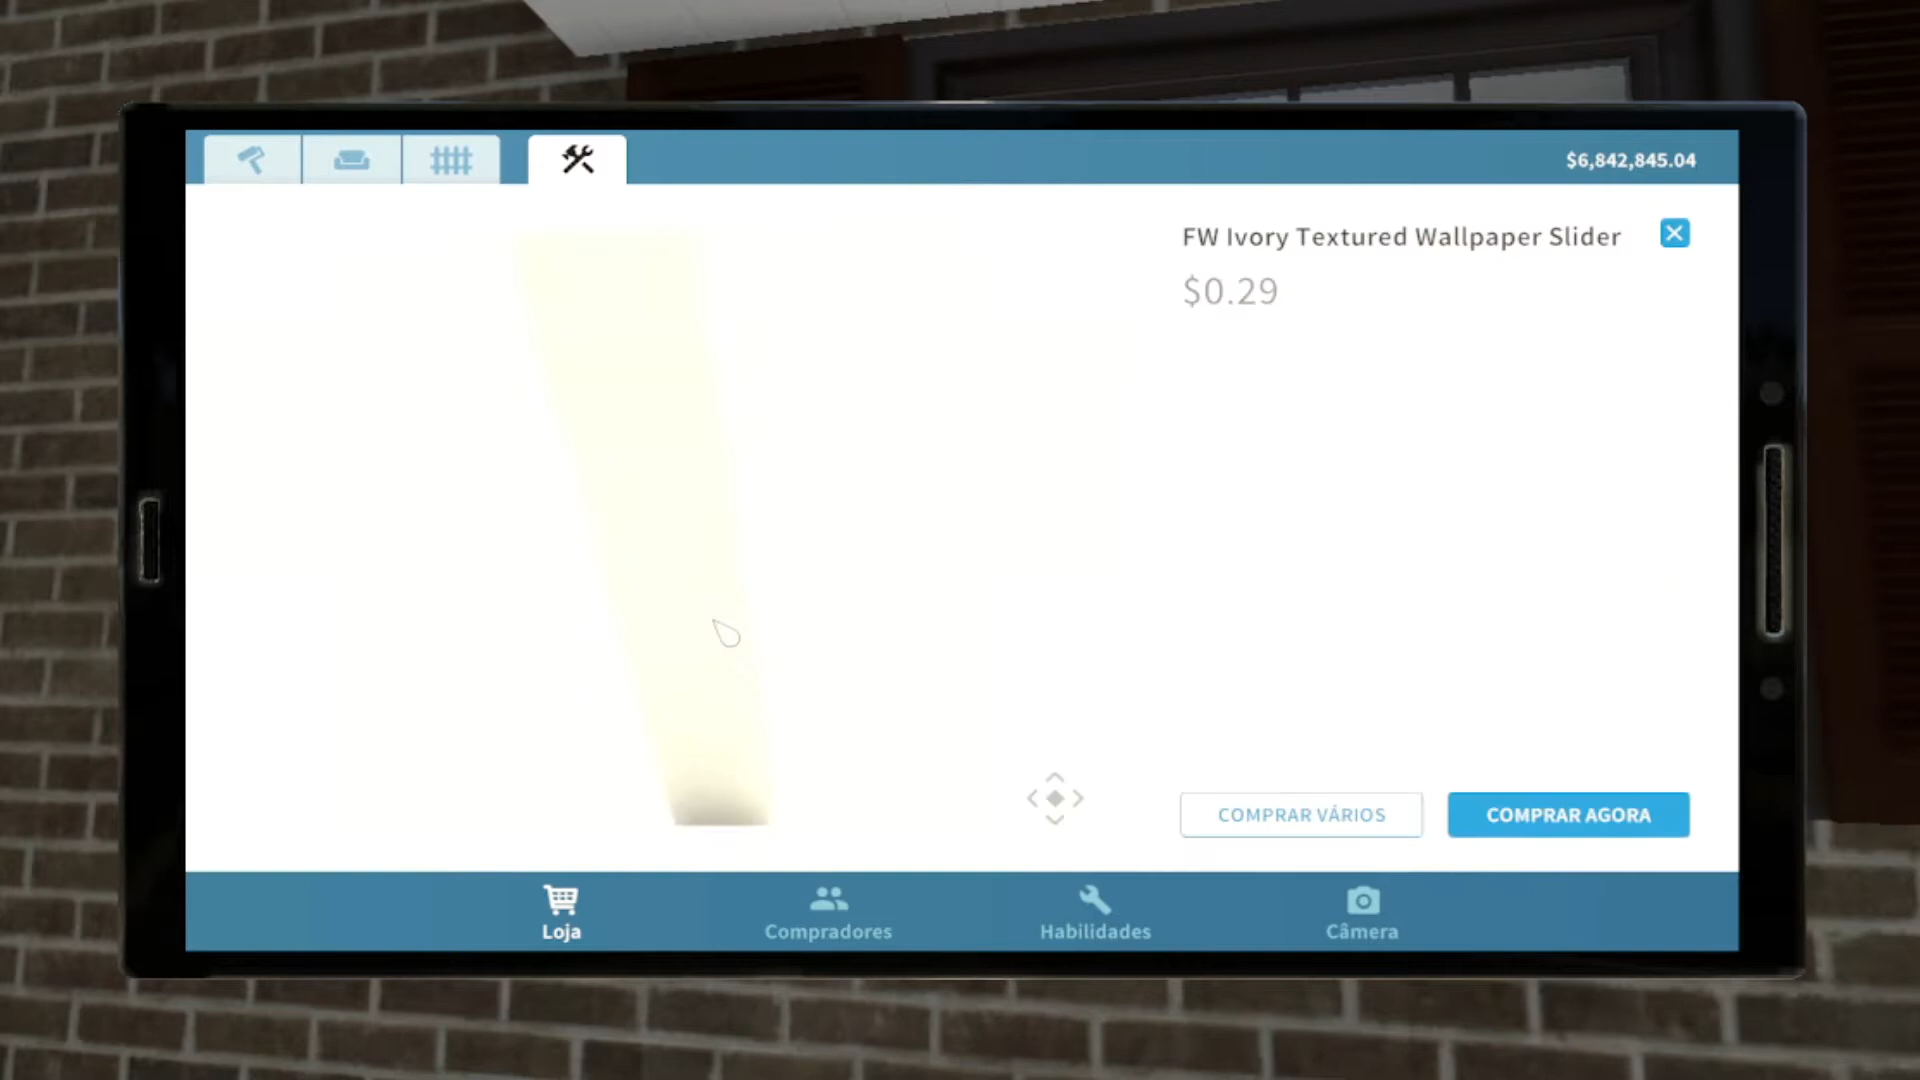 $6,842,845.04
FW Ivory Textured Wallpaper Slider
$0.29
COMPRAR VÁRIOS
COMPRAR AGORA
Loja
Compradores
Habilidades
Câmera